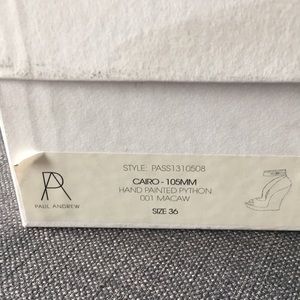 PA
PAUL ANDREW
STYLE: PASS1310508
CAIRO - 105MM
HAND PAINTED PYTHON
001 MACAW
SIZE 36